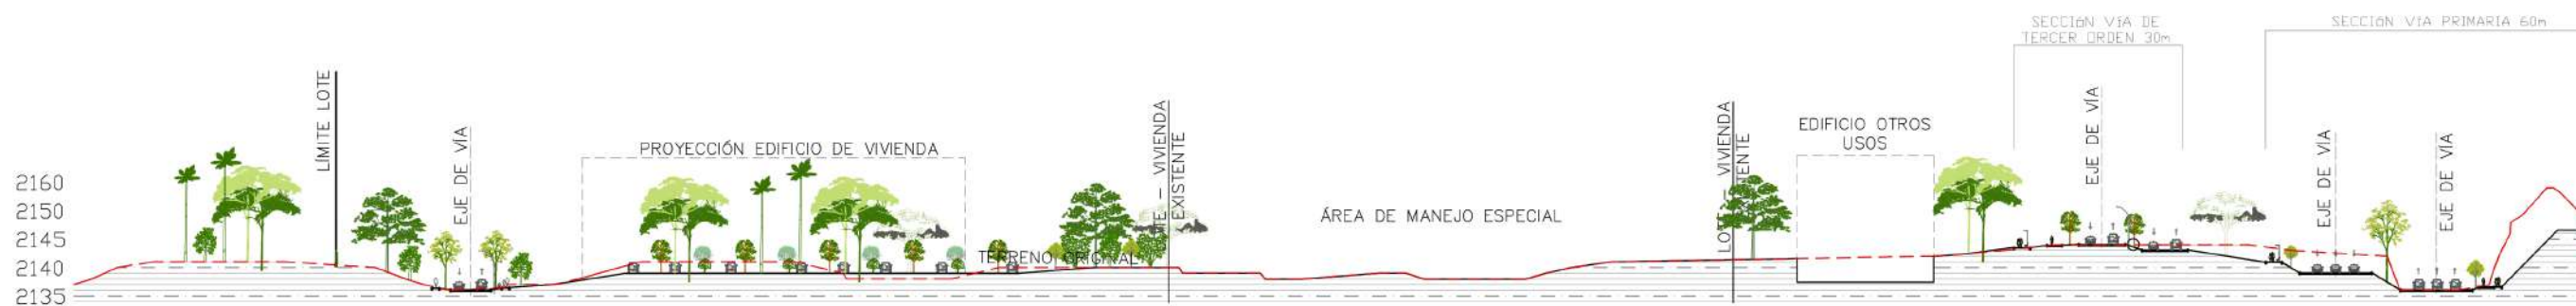 SECCIÓN VÍA DE
TERCER ORDEN 30m
SECCIÓN VÍA PRIMARIA 60m
LÍMITE LOTE
EJE DE VÍA
PROYECCIÓN EDIFICIO DE VIVIENDA
TERRENO ORIGINAL
VIVIENDA
EXISTENTE
ÁREA DE MANEJO ESPECIAL
VIVIENDA
EDIFICIO OTROS
USOS
EJE DE VÍA
EJE DE VÍA
EJE DE VÍA
2160
2150
2145
2140
2135